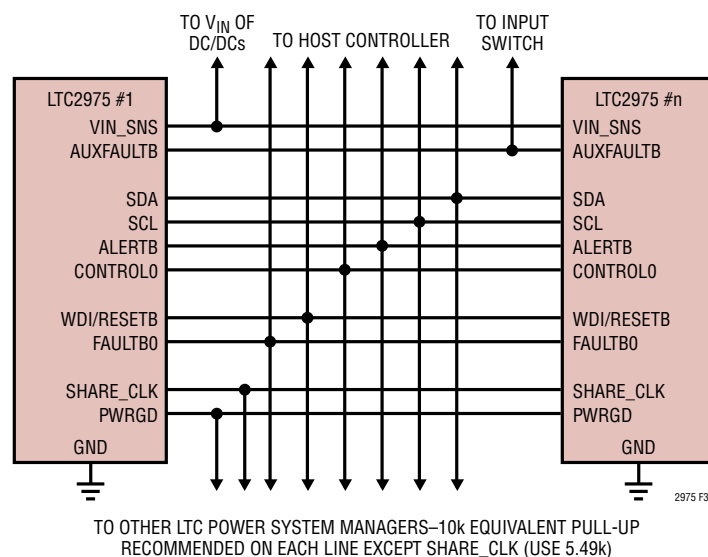 TO VIN OF
DC/DCs
TO HOST CONTROLLER
TO INPUT
SWITCH
LTC2975 #1
VIN_SNS
AUXFAULTB
SDA
SCL
ALERTB
CONTROL0
WDI/RESETB
FAULTB0
SHARE_CLK
PWRGD
GND
LTC2975 #n
VIN_SNS
AUXFAULTB
SDA
SCL
ALERTB
CONTROL0
WDI/RESETB
FAULTB0
SHARE_CLK
PWRGD
GND
2975 F3
TO OTHER LTC POWER SYSTEM MANAGERS–10k EQUIVALENT PULL-UP
RECOMMENDED ON EACH LINE EXCEPT SHARE_CLK (USE 5.49k)